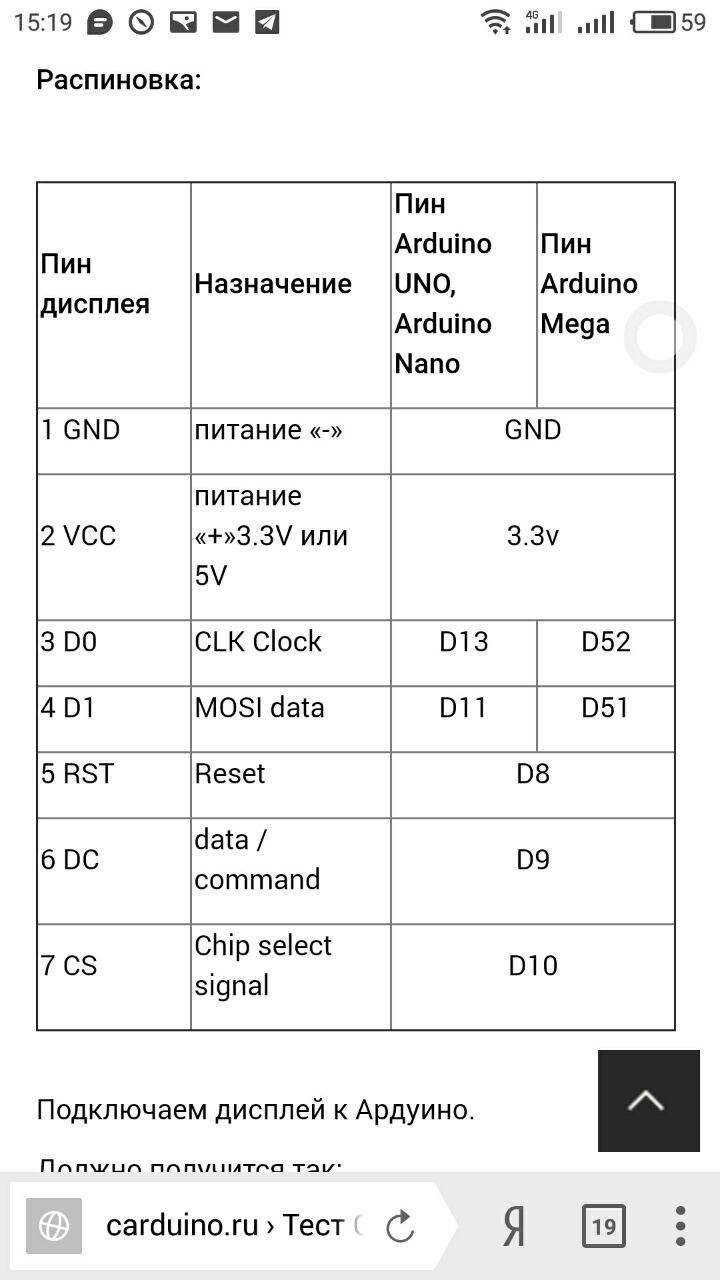 15:19
4G
59
Распиновка:
Пин
дисплея
Назначение
Пин
Arduino
UNO,
Arduino
Nano
Пин
Arduino
Mega
1 GND
питание «-»
GND
2 VCC
питание
«+»3.3V или
5V
3.3v
3 D0
CLK Clock
D13
D52
4 D1
MOSI data
D11
D51
5 RST
Reset
D8
6 DC
data /
command
D9
7 CS
Chip select
signal
D10
Подключаем дисплей к Ардуино.
Должно получится так:
carduino.ru › Тест
Я
19